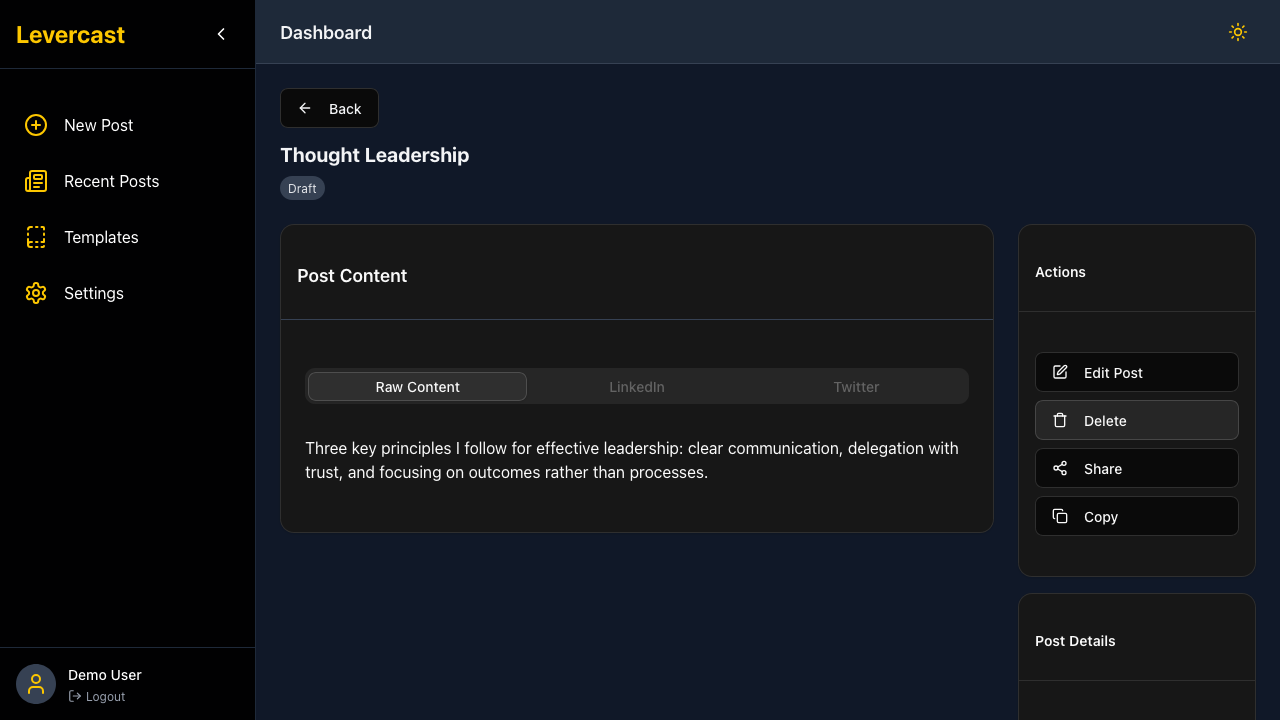 Levercast
New Post
Recent Posts
Templates
Settings
Demo User
Logout
Dashboard
Back
Thought Leadership
Draft
Post Content
Raw Content
LinkedIn
Twitter
Three key principles I follow for effective leadership: clear communication, delegation with
trust, and focusing on outcomes rather than processes.
Actions
Edit Post
Delete
Share
Copy
Post Details